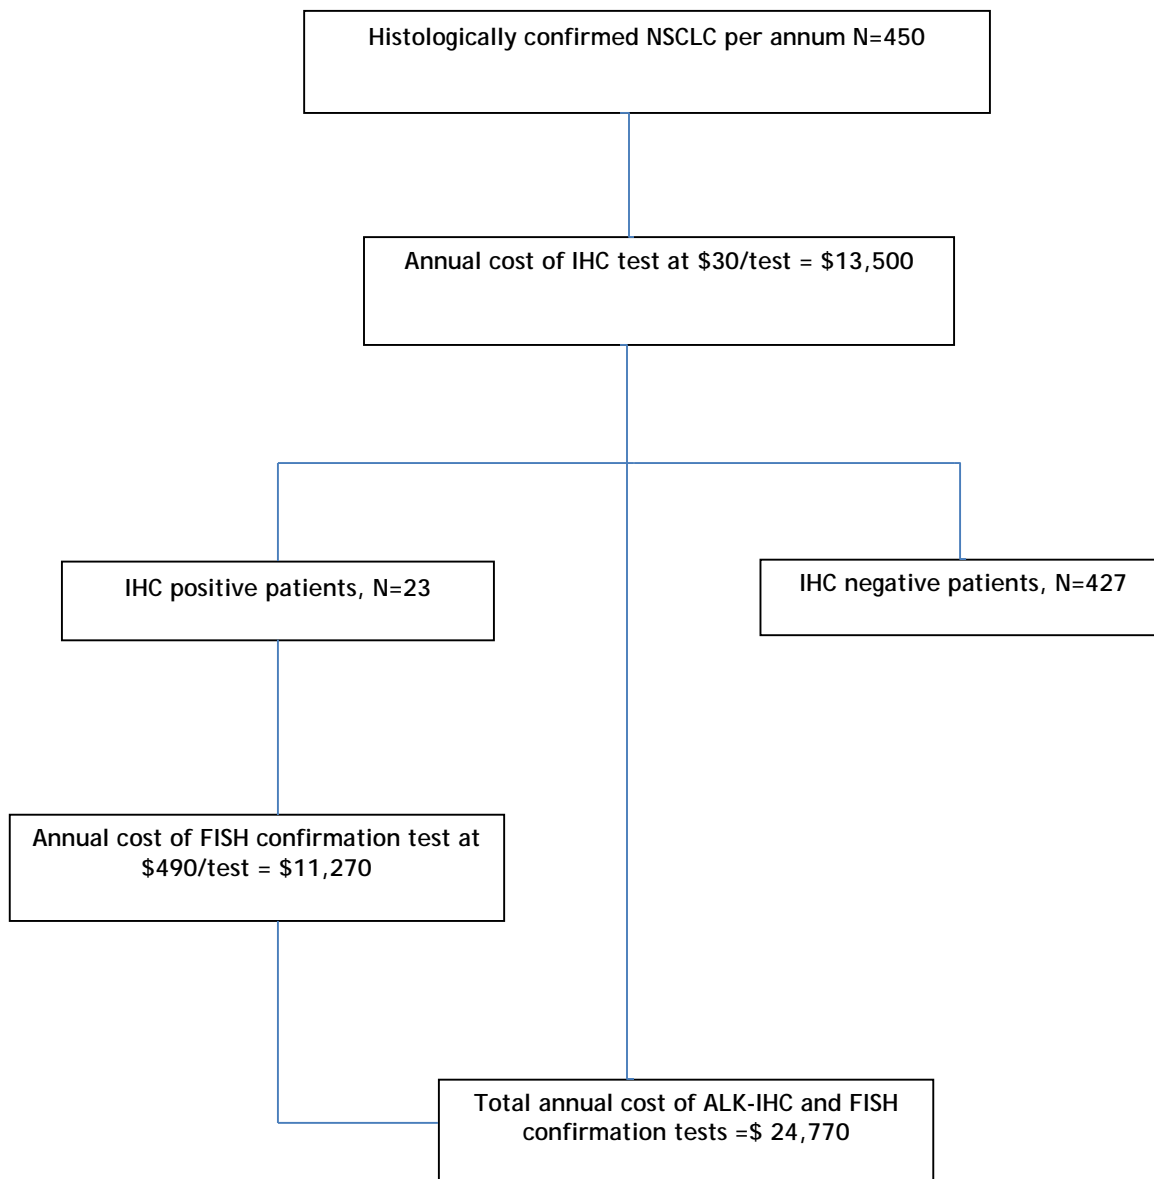 Histologically confirmed NSCLC per annum N=450
Annual cost of IHC test at $30/test = $13,500
IHC positive patients, N=23
IHC negative patients, N=427
Annual cost of FISH confirmation test at
$490/test = $11,270
Total annual cost of ALK-IHC and FISH
confirmation tests =$ 24,770